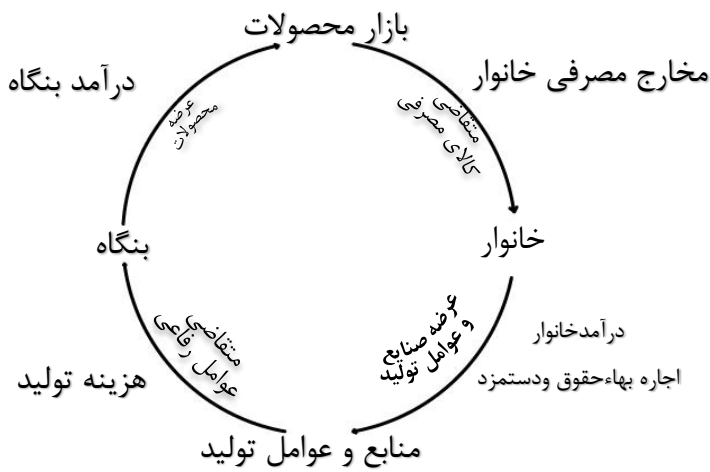 بازار محصولات
مخارج مصرفی خانوار
درآمد بنگاه
عرضه
محصولات
متقاضی
کالای مصرفی
خانوار
بنگاه
عرضه صنایع
و عوامل تولید
متقاضی
عوامل رفاعی
درآمدخانوار
اجاره بهاءحقوق ودستمزد
هزینه تولید
منابع و عوامل تولید